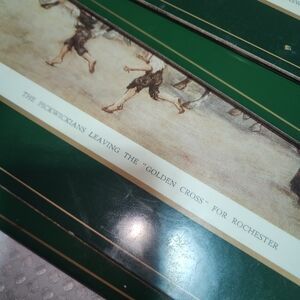 THE PICKWICKIANS LEAVING THE "GOLDEN CROSS" FOR ROCHESTER